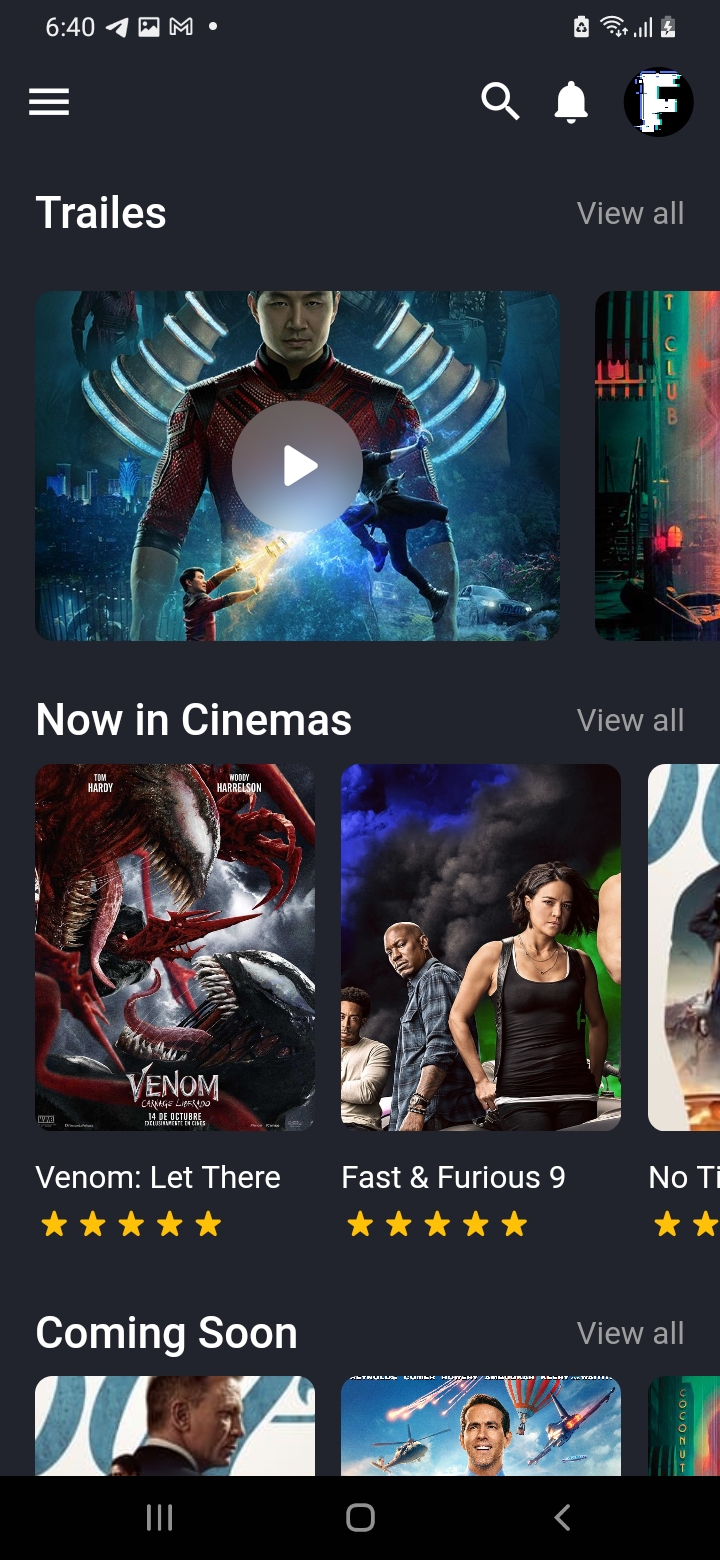 6:40
F
Trailes
View all
T CLUB
Now in Cinemas
View all
TOM HARDY
WOODY HARRELSON
VENOM
CARNAGE LIBERADO
14 DE OCTUBRE
EXCLUSIVAMENTE EN CINES
Venom: Let There
Fast & Furious 9
No Ti
Coming Soon
View all
COCONUT